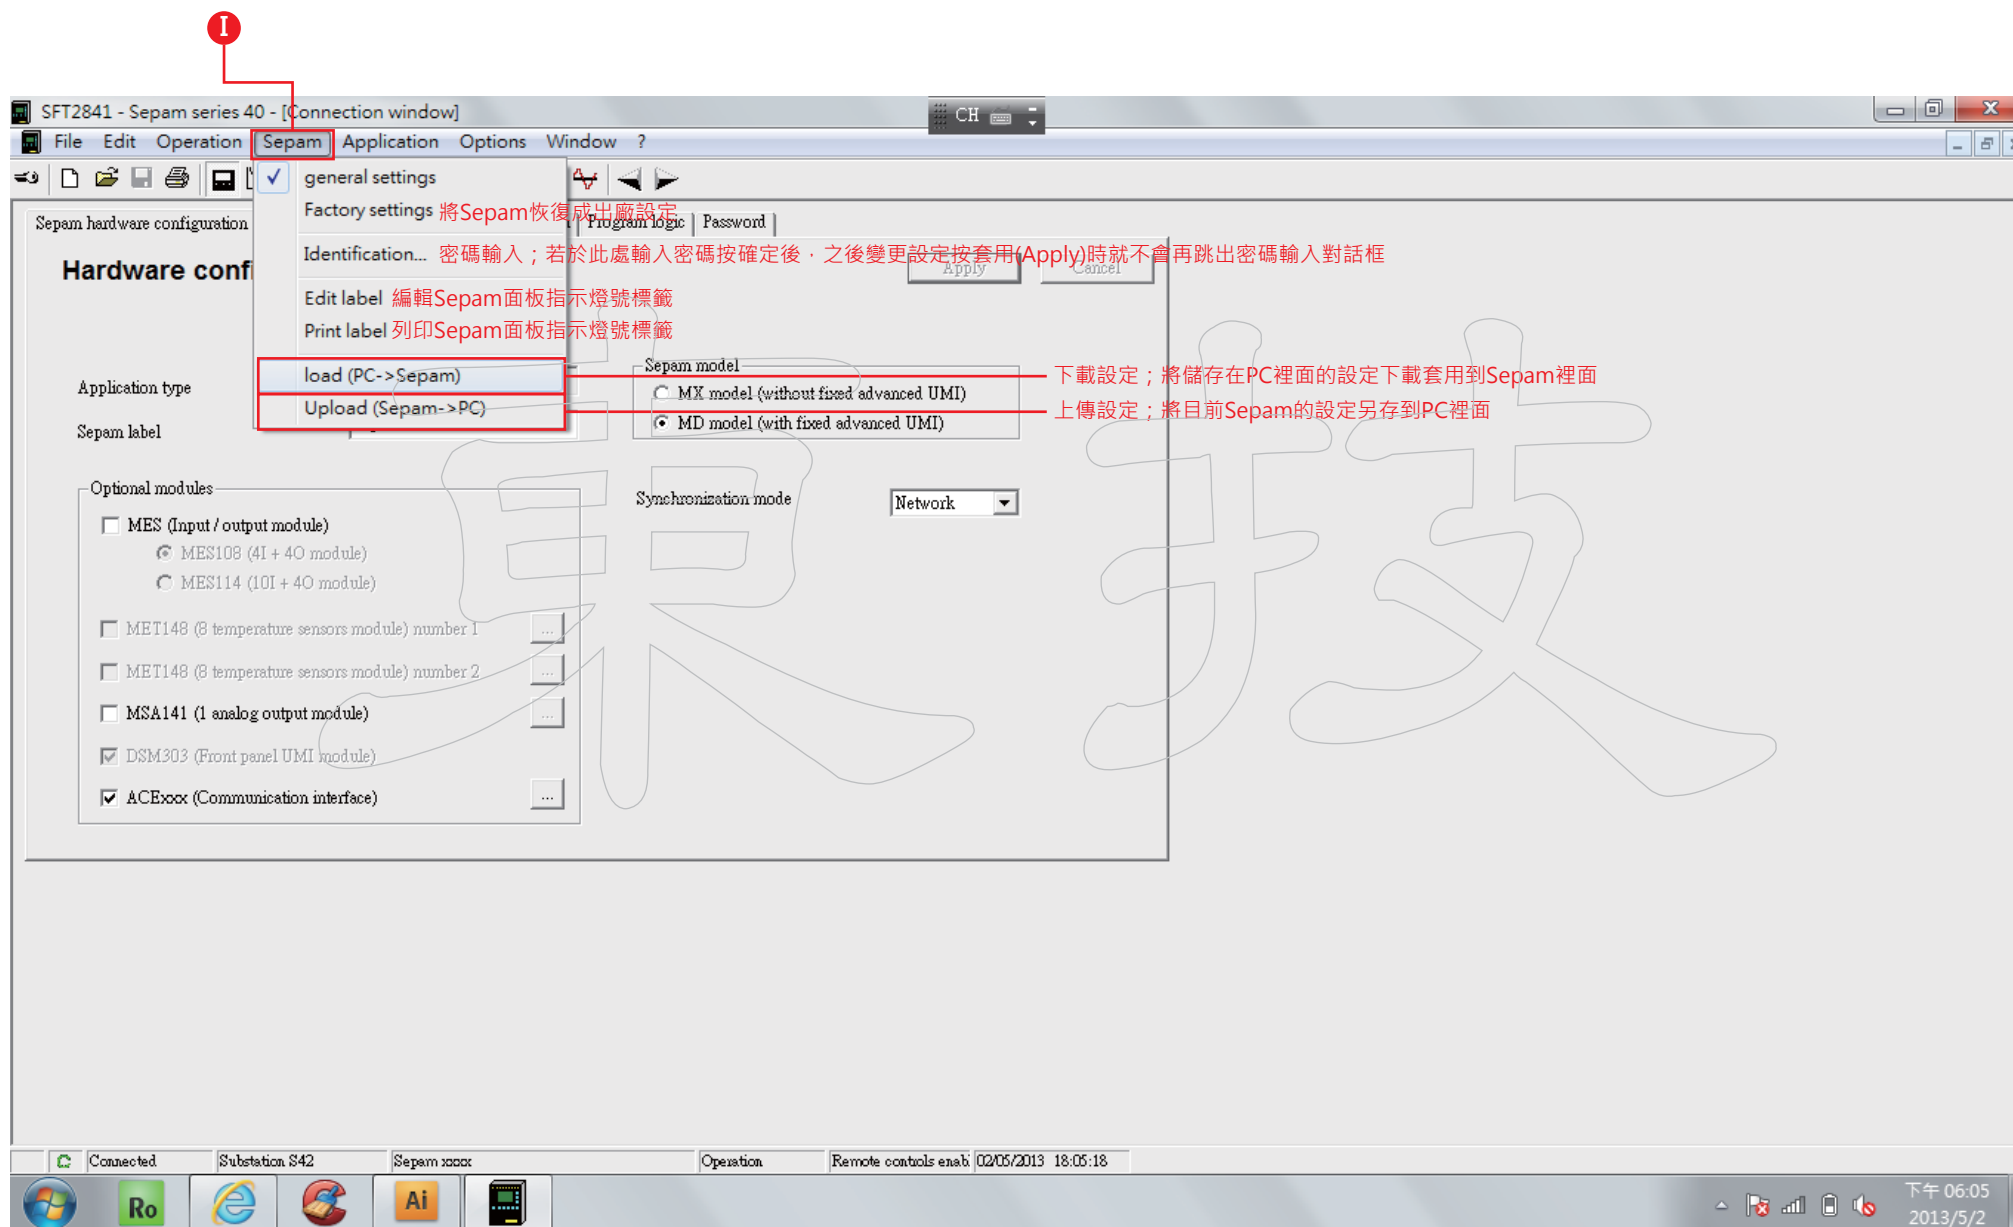 I
SFT2841 - Sepam series 40 - [Connection window]
CH
File Edit Operation Sepam Application Options Window ?
general settings
Factory settings 將Sepam恢復成出廠設定
Sepam hardware configuration Program logic Password
Identification... 密碼輸入；若於此處輸入密碼按確定後，之後變更設定按套用(Apply)時就不會再跳出密碼輸入對話框
Hardware confi Apply Cancel
Edit label 編輯Sepam面板指示燈號標籤
Print label 列印Sepam面板指示燈號標籤
Sepam model
load (PC->Sepam) 下載設定；將儲存在PC裡面的設定下載套用到Sepam裡面
Application type MX model (without fixed advanced UMI)
Upload (Sepam->PC) 上傳設定；將目前Sepam的設定另存到PC裡面
Sepam label MD model (with fixed advanced UMI)
東技
Optional modules
Synchronization mode Network
MES (Input / output module)
MES108 (4I + 4O module)
MES114 (10I + 4O module)
MET148 (8 temperature sensors module) number 1 ...
MET148 (8 temperature sensors module) number 2 ...
MSA141 (1 analog output module) ...
DSM303 (Front panel UMI module)
ACExxx (Communication interface) ...
Connected Substation S42 Sepam xxxx Operation Remote controls enab 02/05/2013 18:05:18
Ro Ai
下午 06:05
2013/5/2